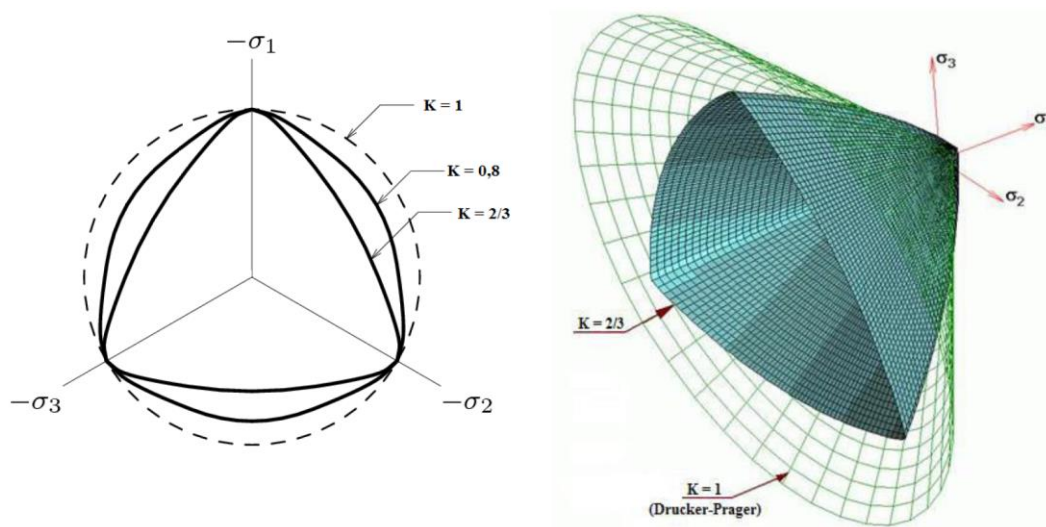 −σ₁
K = 1
K = 0,8
K = 2/3
−σ₃
−σ₂
σ₃
σ
σ₂
K = 2/3
K = 1
(Drucker-Prager)